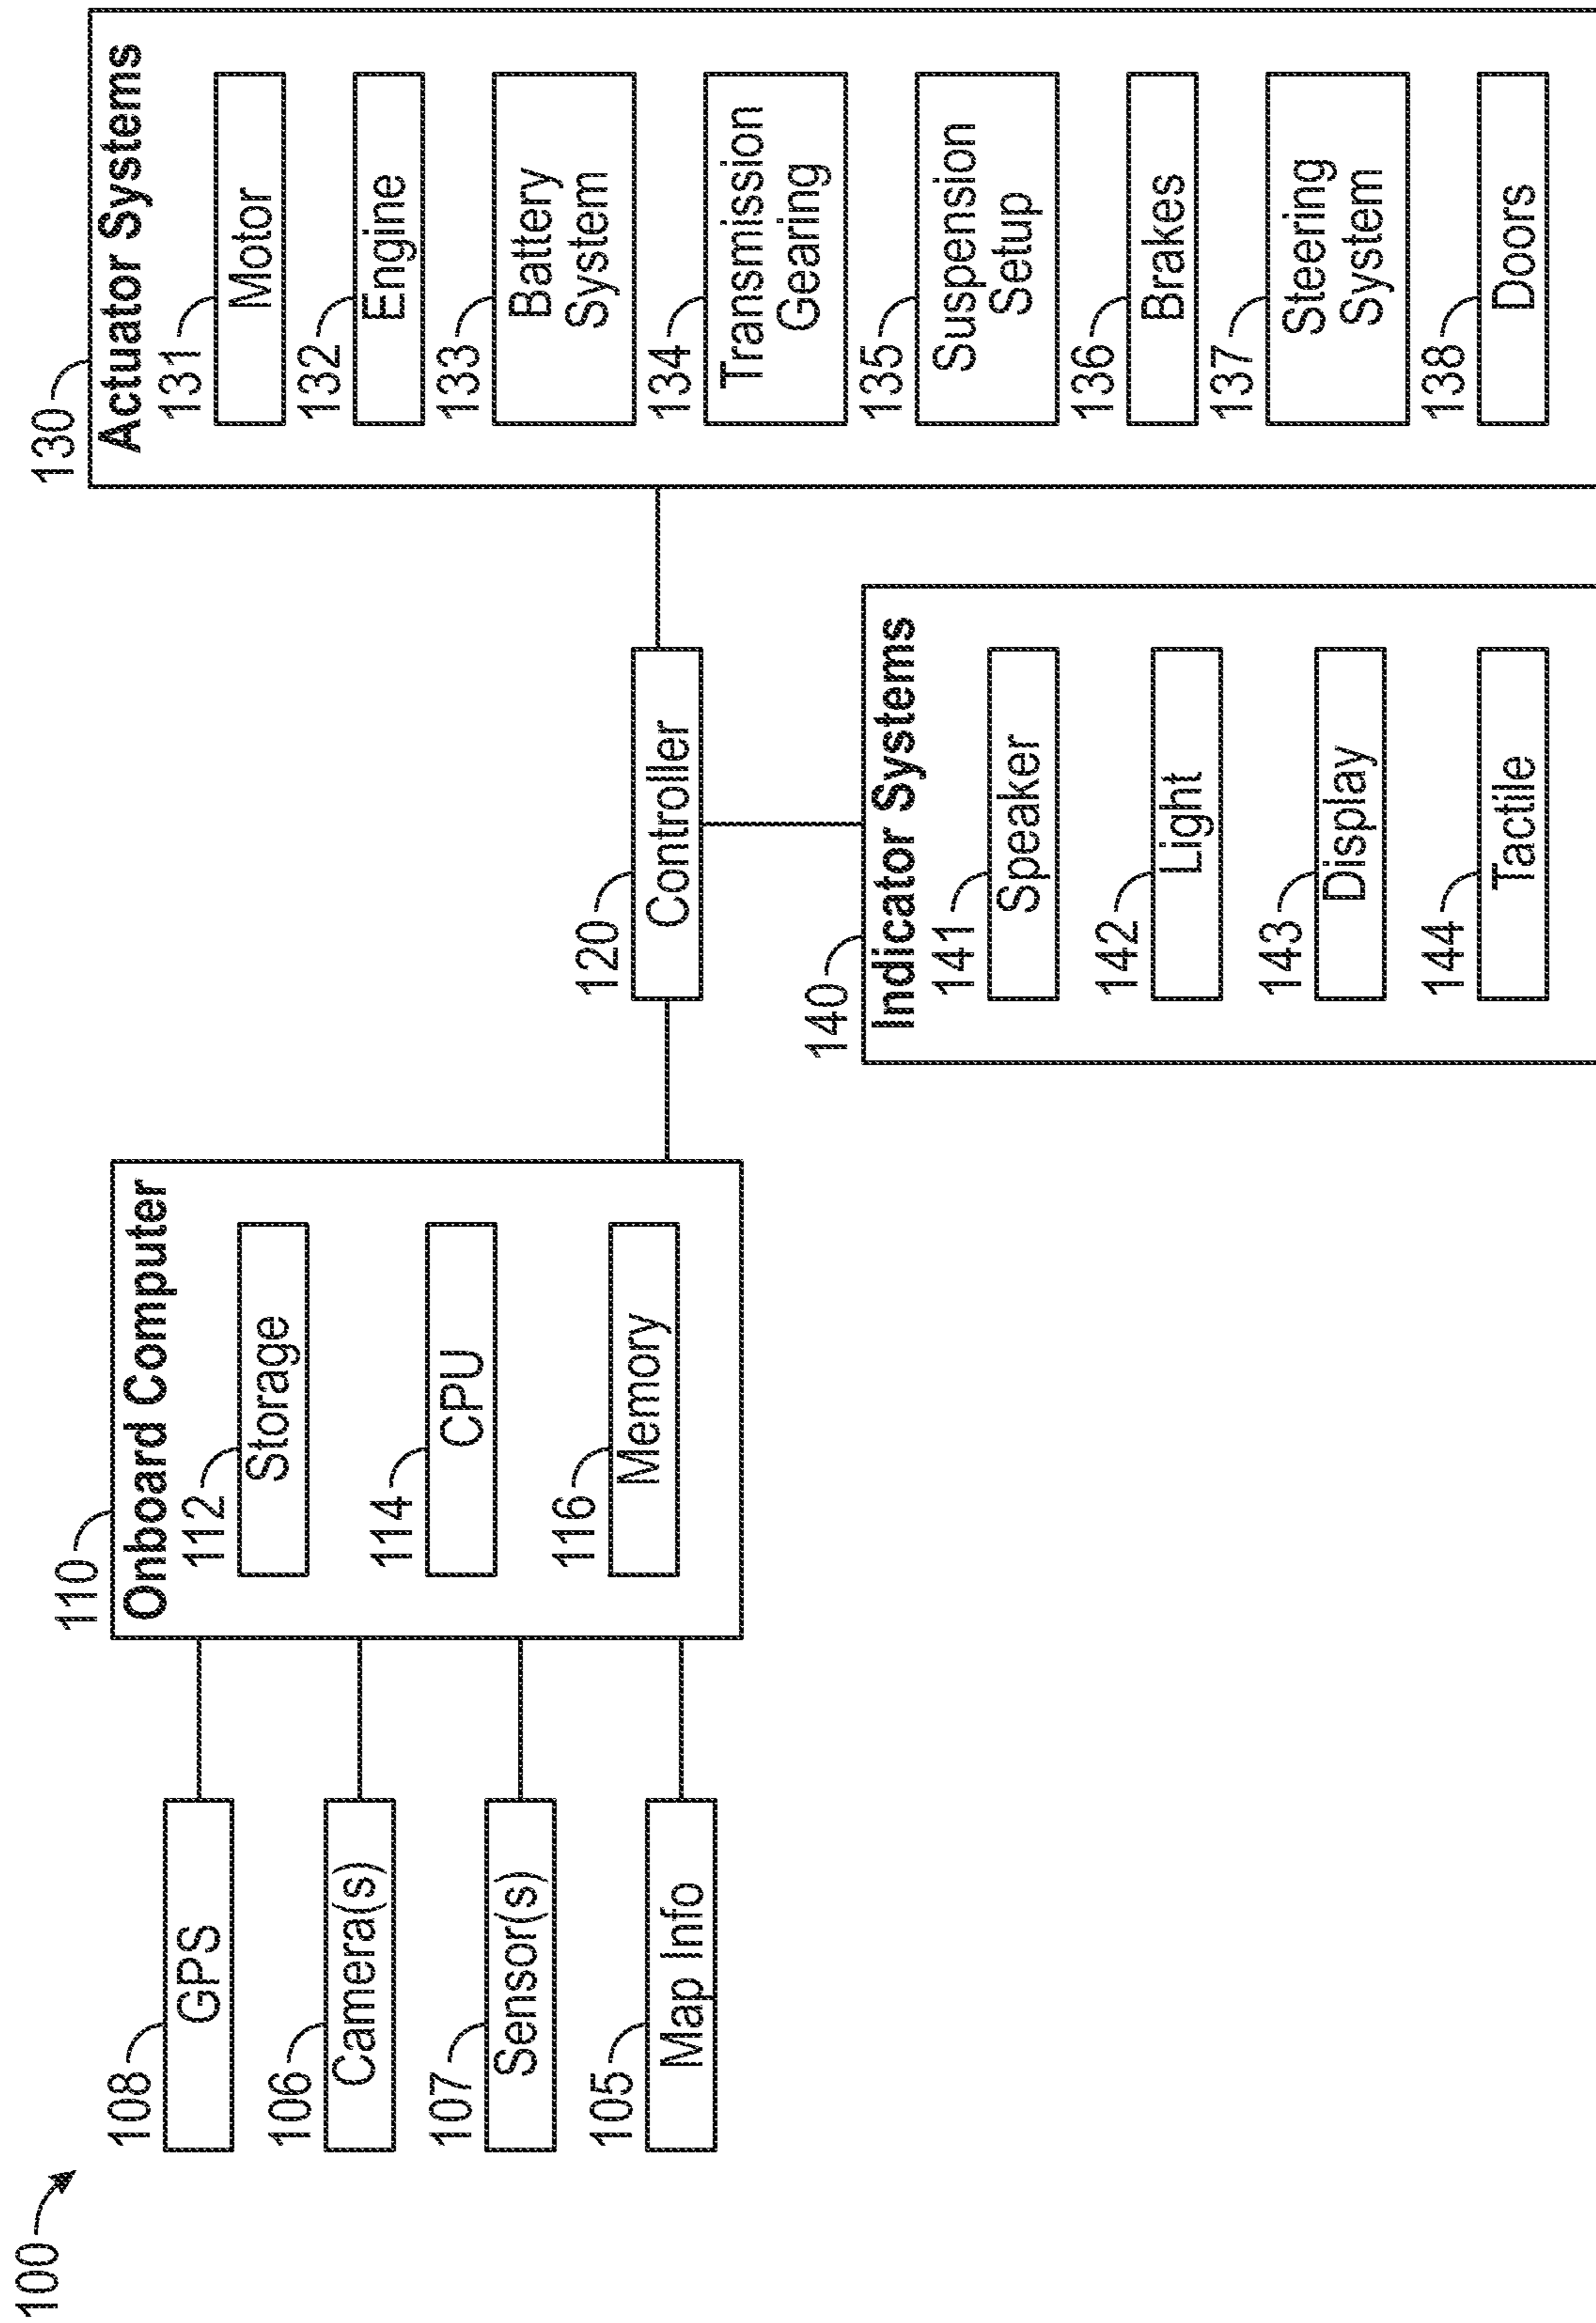 100
108
GPS
106
Camera(s)
107
Sensor(s)
105
Map Info
110
Onboard Computer
112
Storage
114
CPU
116
Memory
120
Controller
140
Indicator Systems
141
Speaker
142
Light
143
Display
144
Tactile
130
Actuator Systems
131
Motor
132
Engine
133
Battery
System
134
Transmission
Gearing
135
Suspension
Setup
136
Brakes
137
Steering
System
138
Doors